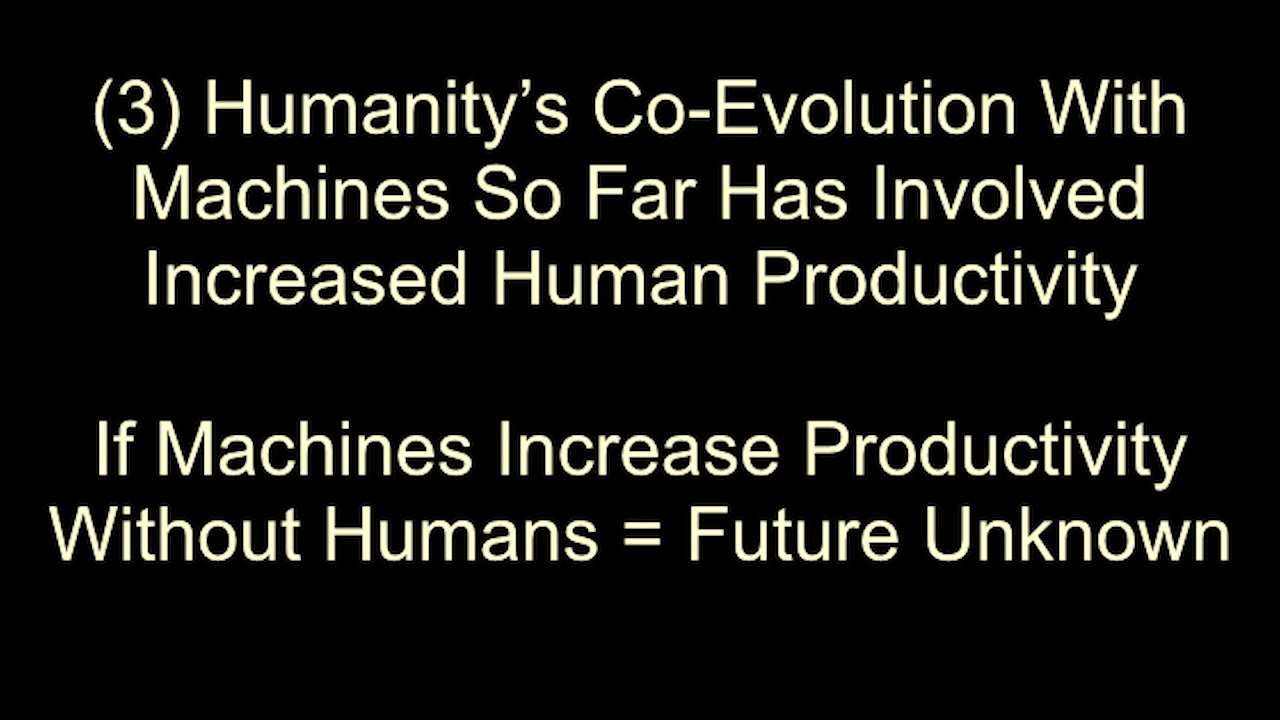 (3) Humanity’s Co-Evolution With
Machines So Far Has Involved
Increased Human Productivity
If Machines Increase Productivity
Without Humans = Future Unknown